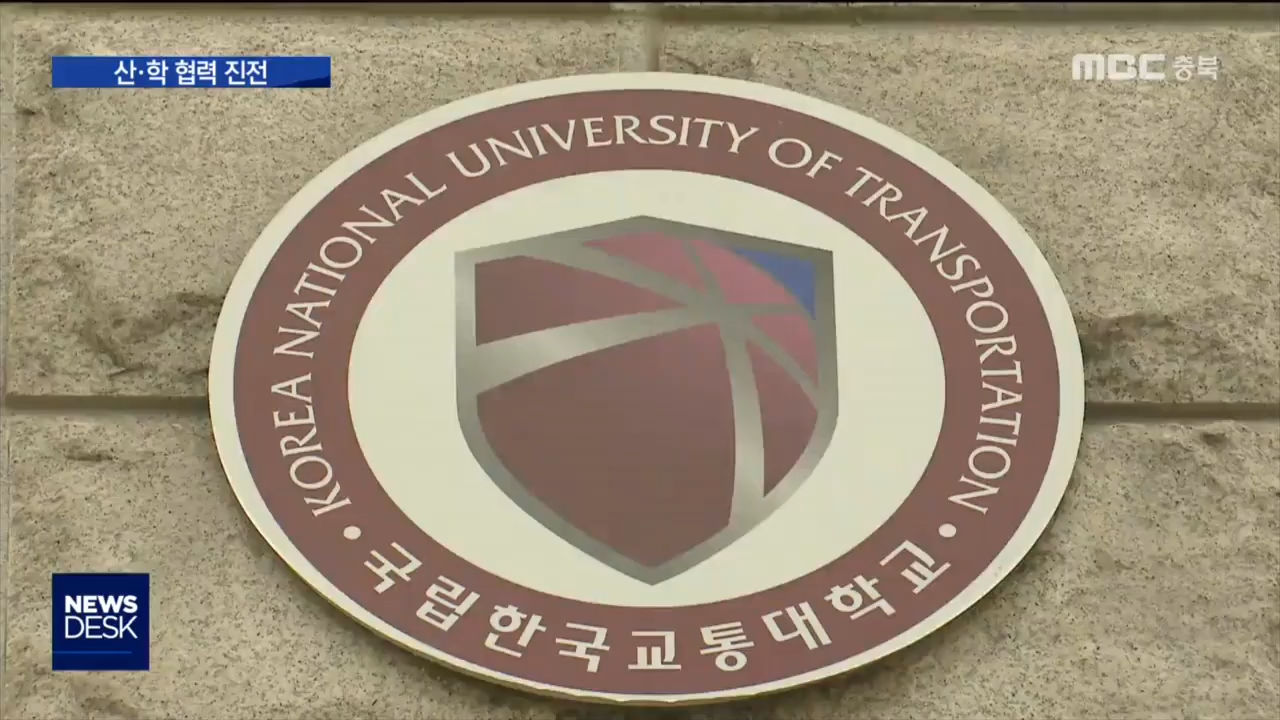 산·학 협력 진전
MBC 충북
KOREA NATIONAL UNIVERSITY OF TRANSPORTATION
국립한국교통대학교
NEWS
DESK